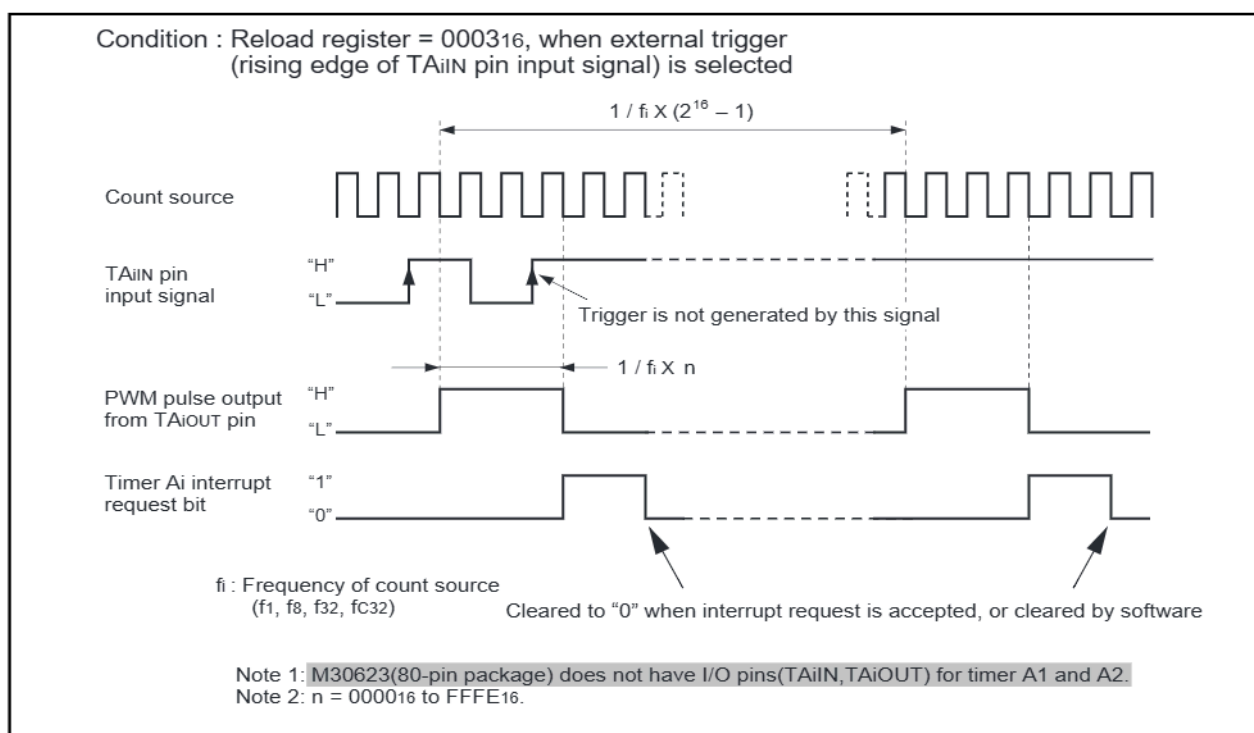 Condition : Reload register = 0003₁₆, when external trigger
(rising edge of TAiIN pin input signal) is selected
1 / fi X (2¹⁶ – 1)
Count source
TAiIN pin
input signal
“H”
“L”
Trigger is not generated by this signal
1 / fi X n
PWM pulse output
from TAiOUT pin
“H”
“L”
Timer Ai interrupt
request bit
“1”
“0”
fi : Frequency of count source
(f1, f8, f32, fC32)
Cleared to “0” when interrupt request is accepted, or cleared by software
Note 1: M30623(80-pin package) does not have I/O pins(TAiIN,TAiOUT) for timer A1 and A2.
Note 2: n = 0000₁₆ to FFFE₁₆.